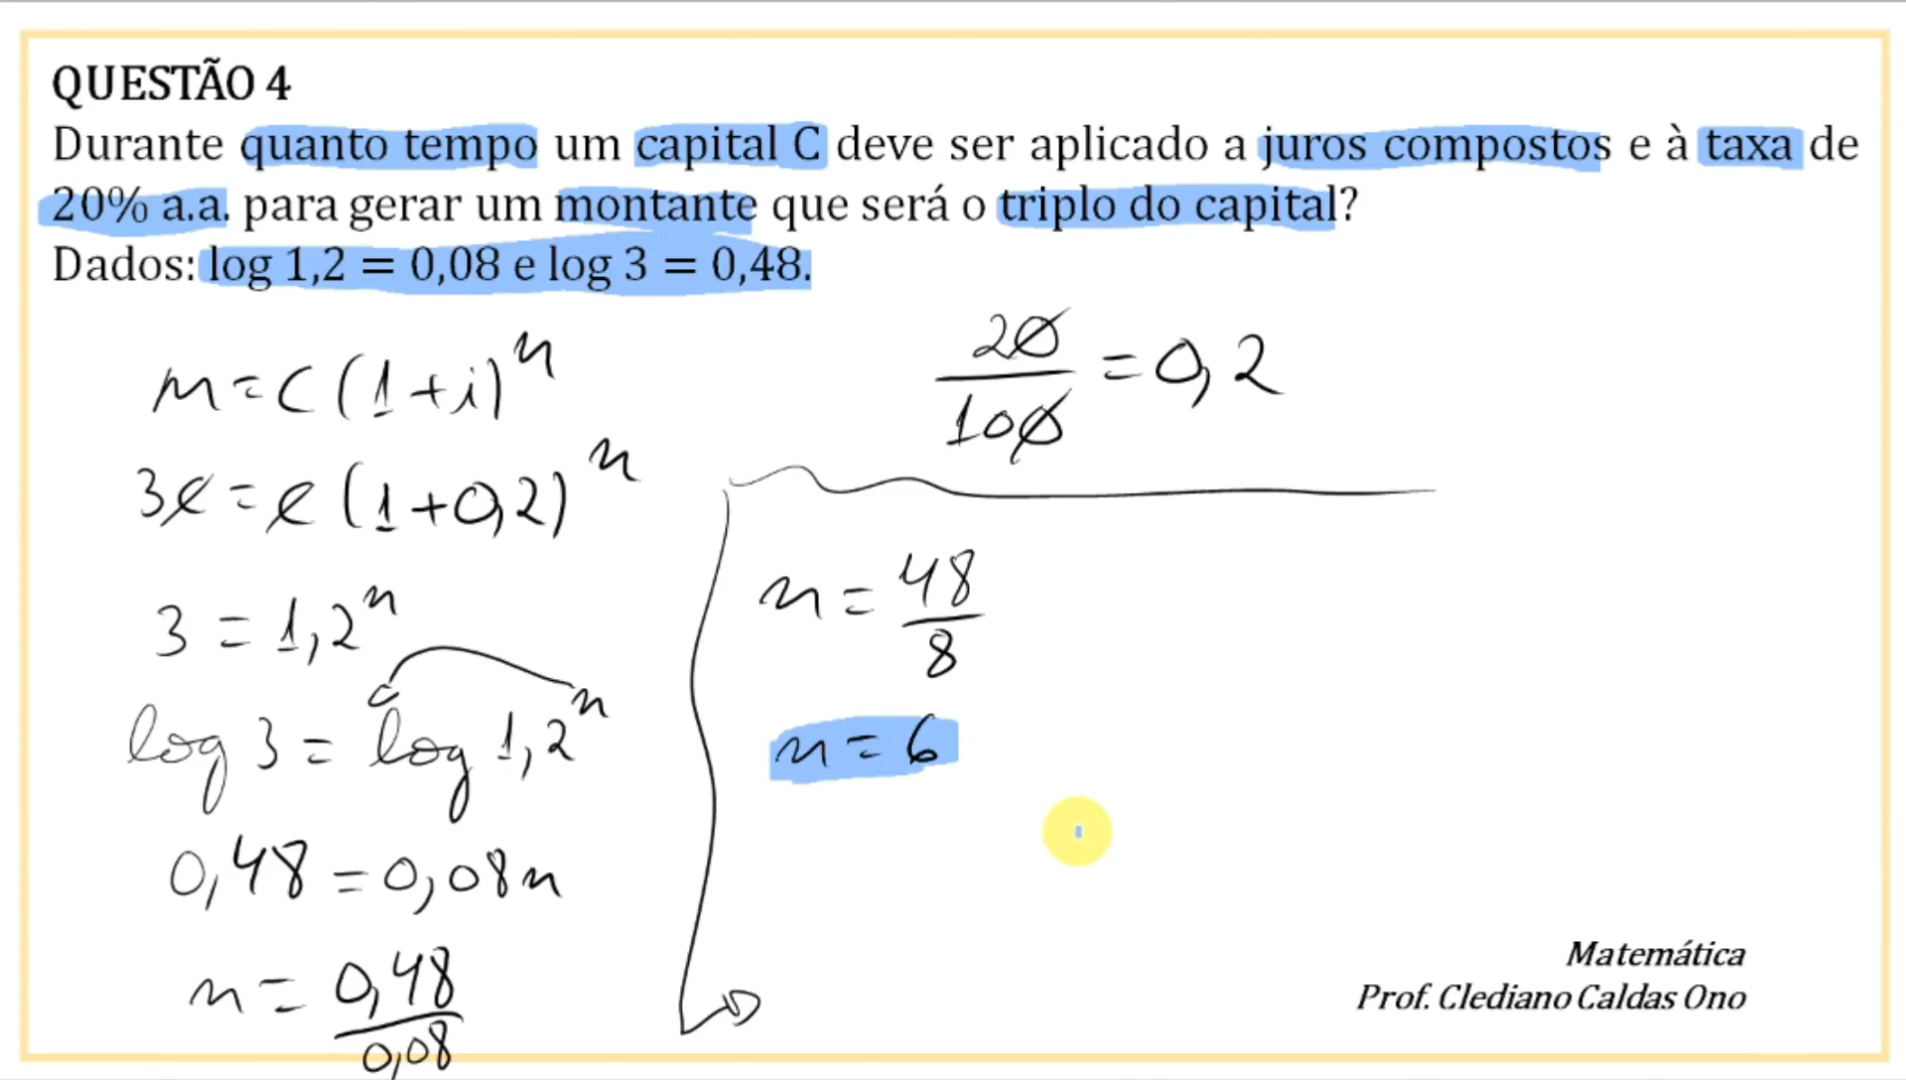 QUESTÃO 4
Durante quanto tempo um capital C deve ser aplicado a juros compostos e à taxa de
20% a.a. para gerar um montante que será o triplo do capital?
Dados: log 1,2 = 0,08 e log 3 = 0,48.
M = C (1 + i)^n
3C = C (1 + 0,2)^n
3 = 1,2^n
log 3 = log 1,2^n
0,48 = 0,08n
n = 0,48/0,08
20/100 = 0,2
n = 48/8
n = 6
Matemática
Prof. Clediano Caldas Ono